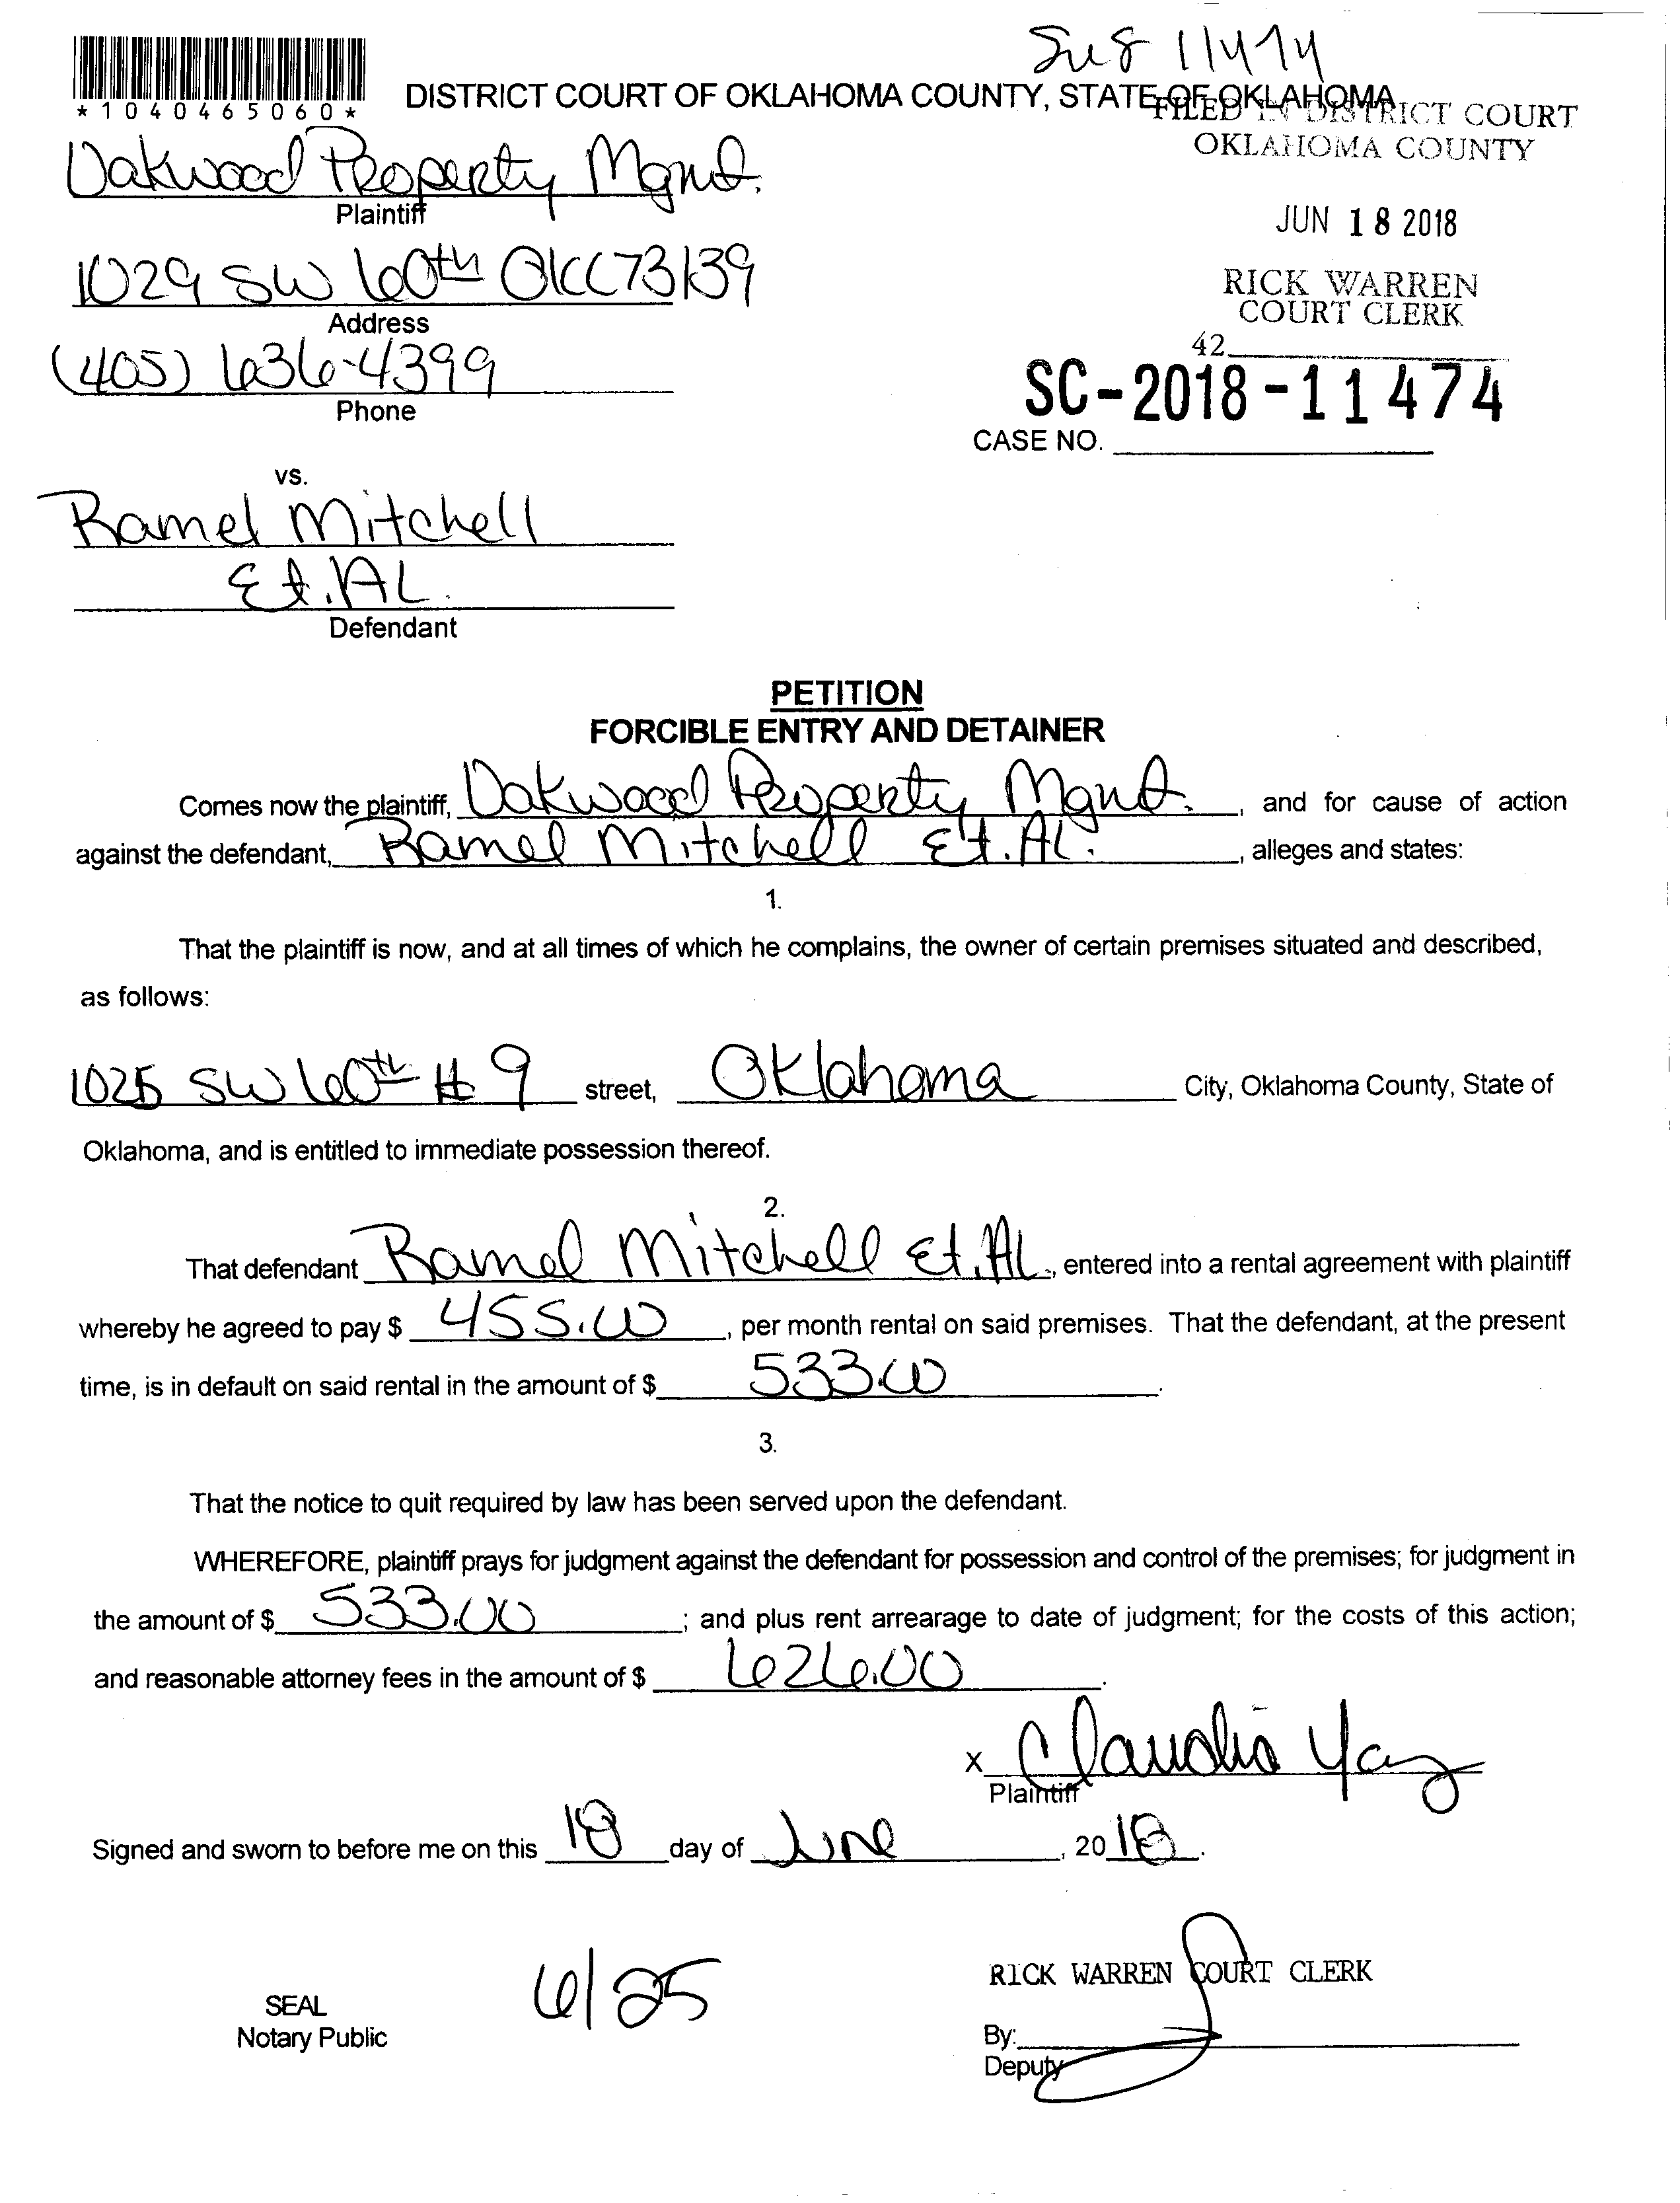 11474
*1040465060*
DISTRICT COURT OF OKLAHOMA COUNTY, STATE OF OKLAHOMA
FILED IN DISTRICT COURT
OKLAHOMA COUNTY
Oakwood Property Mgmt.
Plaintiff
JUN 18 2018
1029 SW 60th OKC 73139
Address
RICK WARREN
COURT CLERK
42
(405) 636-4399
Phone
SC-2018-11474
CASE NO.
vs.
Ramel Mitchell
Et. AL.
Defendant
PETITION
FORCIBLE ENTRY AND DETAINER
Comes now the plaintiff, Oakwood Property Mgmt. , and for cause of action
against the defendant, Ramel Mitchell Et. Al. , alleges and states:
1.
That the plaintiff is now, and at all times of which he complains, the owner of certain premises situated and described,
as follows:
1025 SW 60th # 9 street, Oklahoma City, Oklahoma County, State of
Oklahoma, and is entitled to immediate possession thereof.
2.
That defendant Ramel Mitchell Et. AL. , entered into a rental agreement with plaintiff
whereby he agreed to pay $ 455.00 , per month rental on said premises. That the defendant, at the present
time, is in default on said rental in the amount of $ 533.00 .
3.
That the notice to quit required by law has been served upon the defendant.
WHEREFORE, plaintiff prays for judgment against the defendant for possession and control of the premises; for judgment in
the amount of $ 533.00 ; and plus rent arrearage to date of judgment; for the costs of this action;
and reasonable attorney fees in the amount of $ 626.00 .
X Claudia
Plaintiff
Signed and sworn to before me on this 18 day of June , 20 18 .
6/25
RICK WARREN COURT CLERK
SEAL
Notary Public
By:
Deputy